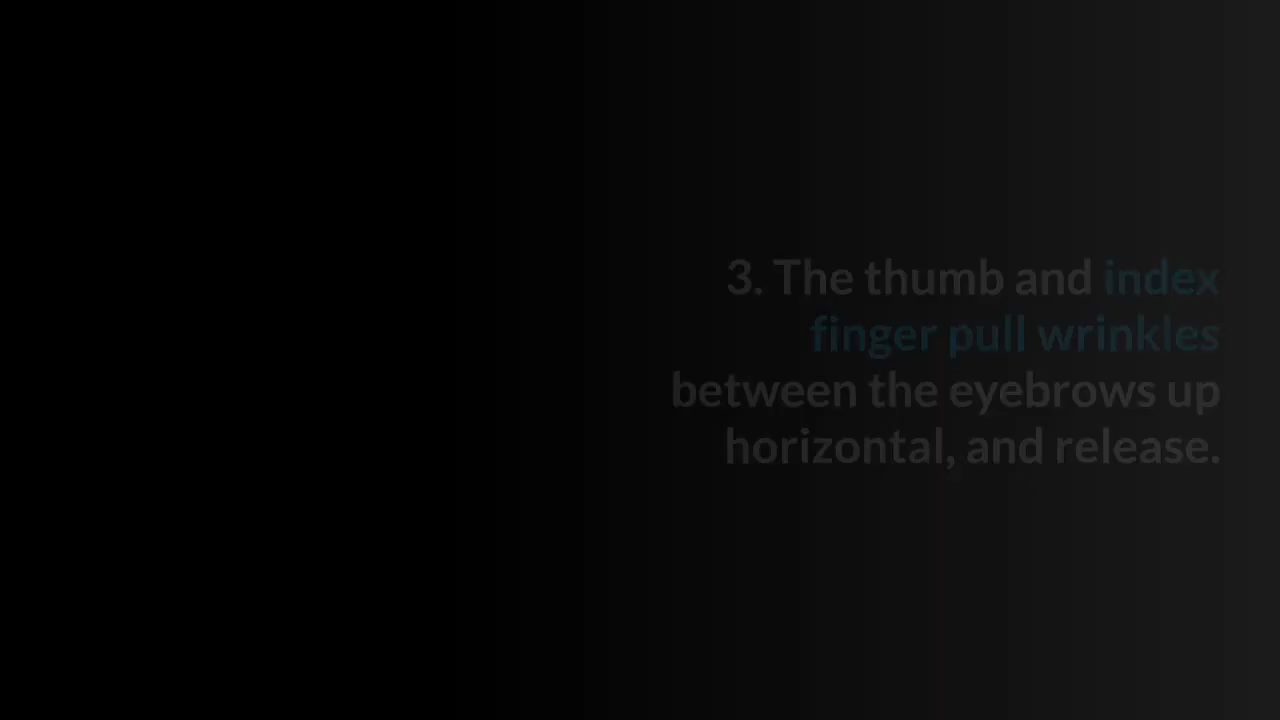 3. The thumb and index
finger pull wrinkles
between the eyebrows up
horizontal, and release.